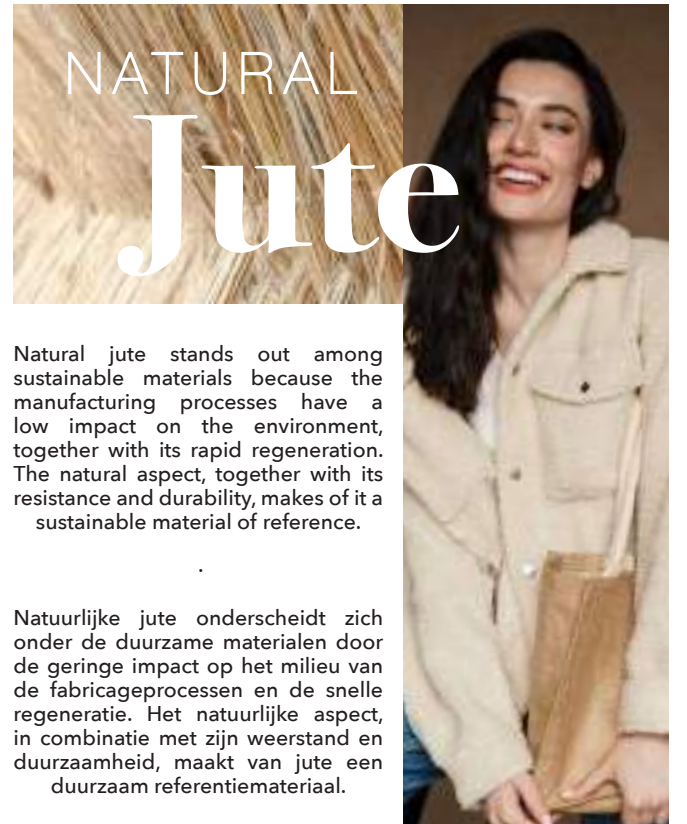 NATURAL
Jute
Natural jute stands out among
sustainable materials because the
manufacturing processes have a
low impact on the environment,
together with its rapid regeneration.
The natural aspect, together with its
resistance and durability, makes of it a
sustainable material of reference.
.
Natuurlijke jute onderscheidt zich
onder de duurzame materialen door
de geringe impact op het milieu van
de fabricageprocessen en de snelle
regeneratie. Het natuurlijke aspect,
in combinatie met zijn weerstand en
duurzaamheid, maakt van jute een
duurzaam referentiemateriaal.